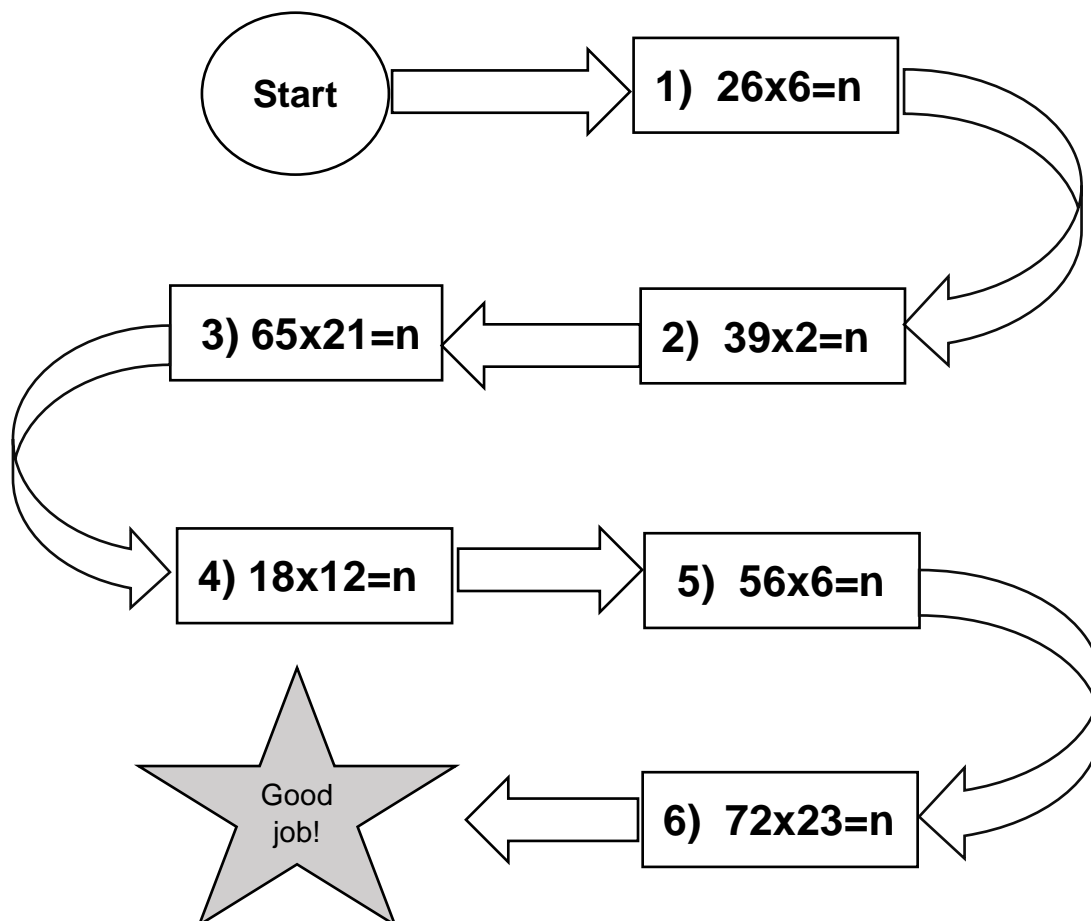 Start
1) 26x6=n
2) 39x2=n
3) 65x21=n
4) 18x12=n
5) 56x6=n
6) 72x23=n
Good
job!